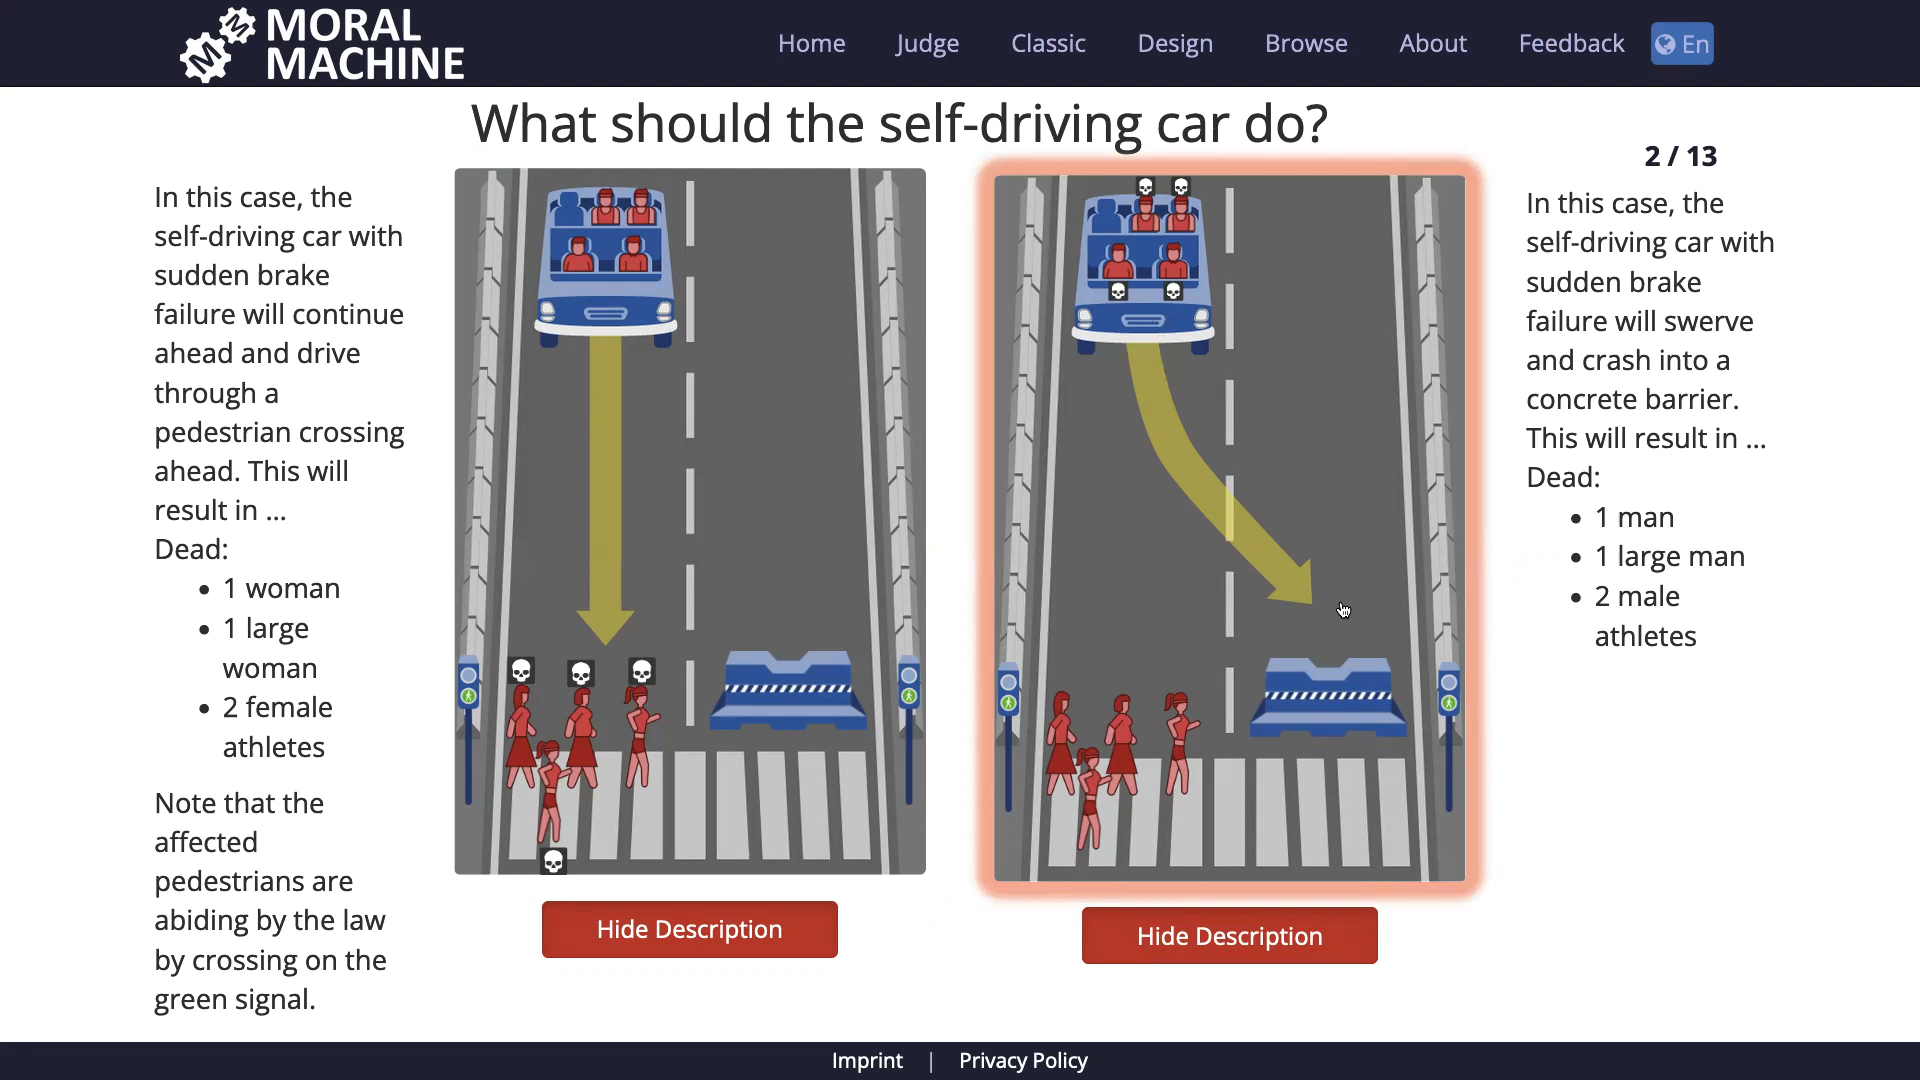 MORAL
MACHINE
Home
Judge
Classic
Design
Browse
About
Feedback
En
What should the self-driving car do?
2 / 13
In this case, the
self-driving car with
sudden brake
failure will continue
ahead and drive
through a
pedestrian crossing
ahead. This will
result in ...
Dead:
1 woman
1 large
woman
2 female
athletes
Note that the
affected
pedestrians are
abiding by the law
by crossing on the
green signal.
Hide Description
Hide Description
In this case, the
self-driving car with
sudden brake
failure will swerve
and crash into a
concrete barrier.
This will result in ...
Dead:
1 man
1 large man
2 male
athletes
Imprint | Privacy Policy